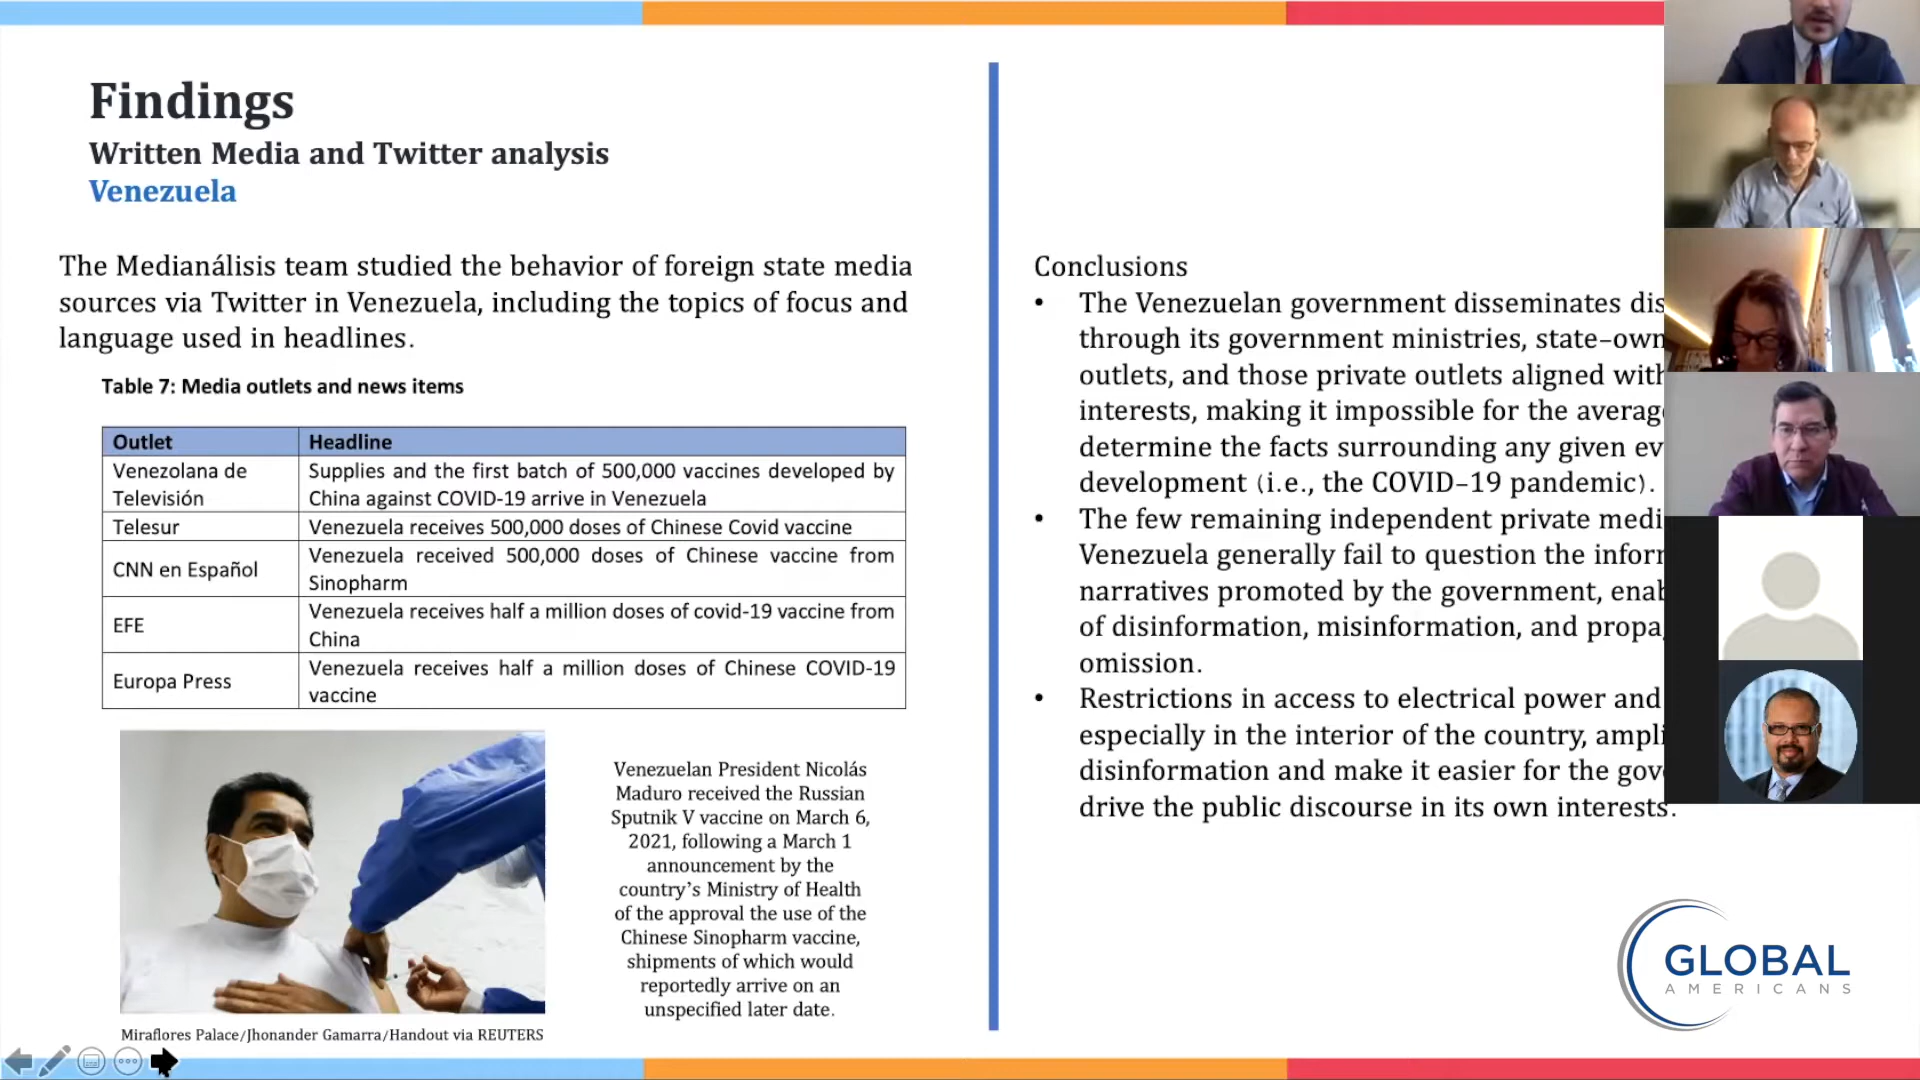 Findings
Written Media and Twitter analysis
Venezuela
The Medianálisis team studied the behavior of foreign state media
sources via Twitter in Venezuela, including the topics of focus and
language used in headlines.
Table 7: Media outlets and news items
Outlet Headline
Venezolana de Televisión Supplies and the first batch of 500,000 vaccines developed by
China against COVID-19 arrive in Venezuela
Telesur Venezuela receives 500,000 doses of Chinese Covid vaccine
CNN en Español Venezuela received 500,000 doses of Chinese vaccine from
Sinopharm
EFE Venezuela receives half a million doses of covid-19 vaccine from
China
Europa Press Venezuela receives half a million doses of Chinese COVID-19
vaccine
Venezuelan President Nicolás
Maduro received the Russian
Sputnik V vaccine on March 6,
2021, following a March 1
announcement by the
country's Ministry of Health
of the approval the use of the
Chinese Sinopharm vaccine,
shipments of which would
reportedly arrive on an
unspecified later date.
Miraflores Palace/Jhonander Gamarra/Handout via REUTERS
Conclusions
• The Venezuelan government disseminates
through its government ministries,
outlets, and those private outlets aligned
interests, making it impossible for the
determine the facts surrounding any given
development (i.e., the COVID-19 pandemic).
• The few remaining independent private
Venezuela generally fail to question the
narratives promoted by the government,
of disinformation, misinformation, and
omission.
• Restrictions in access to electrical power and
especially in the interior of the country,
disinformation and make it easier for the
drive the public discourse in its own interests.
GLOBAL
AMERICANS